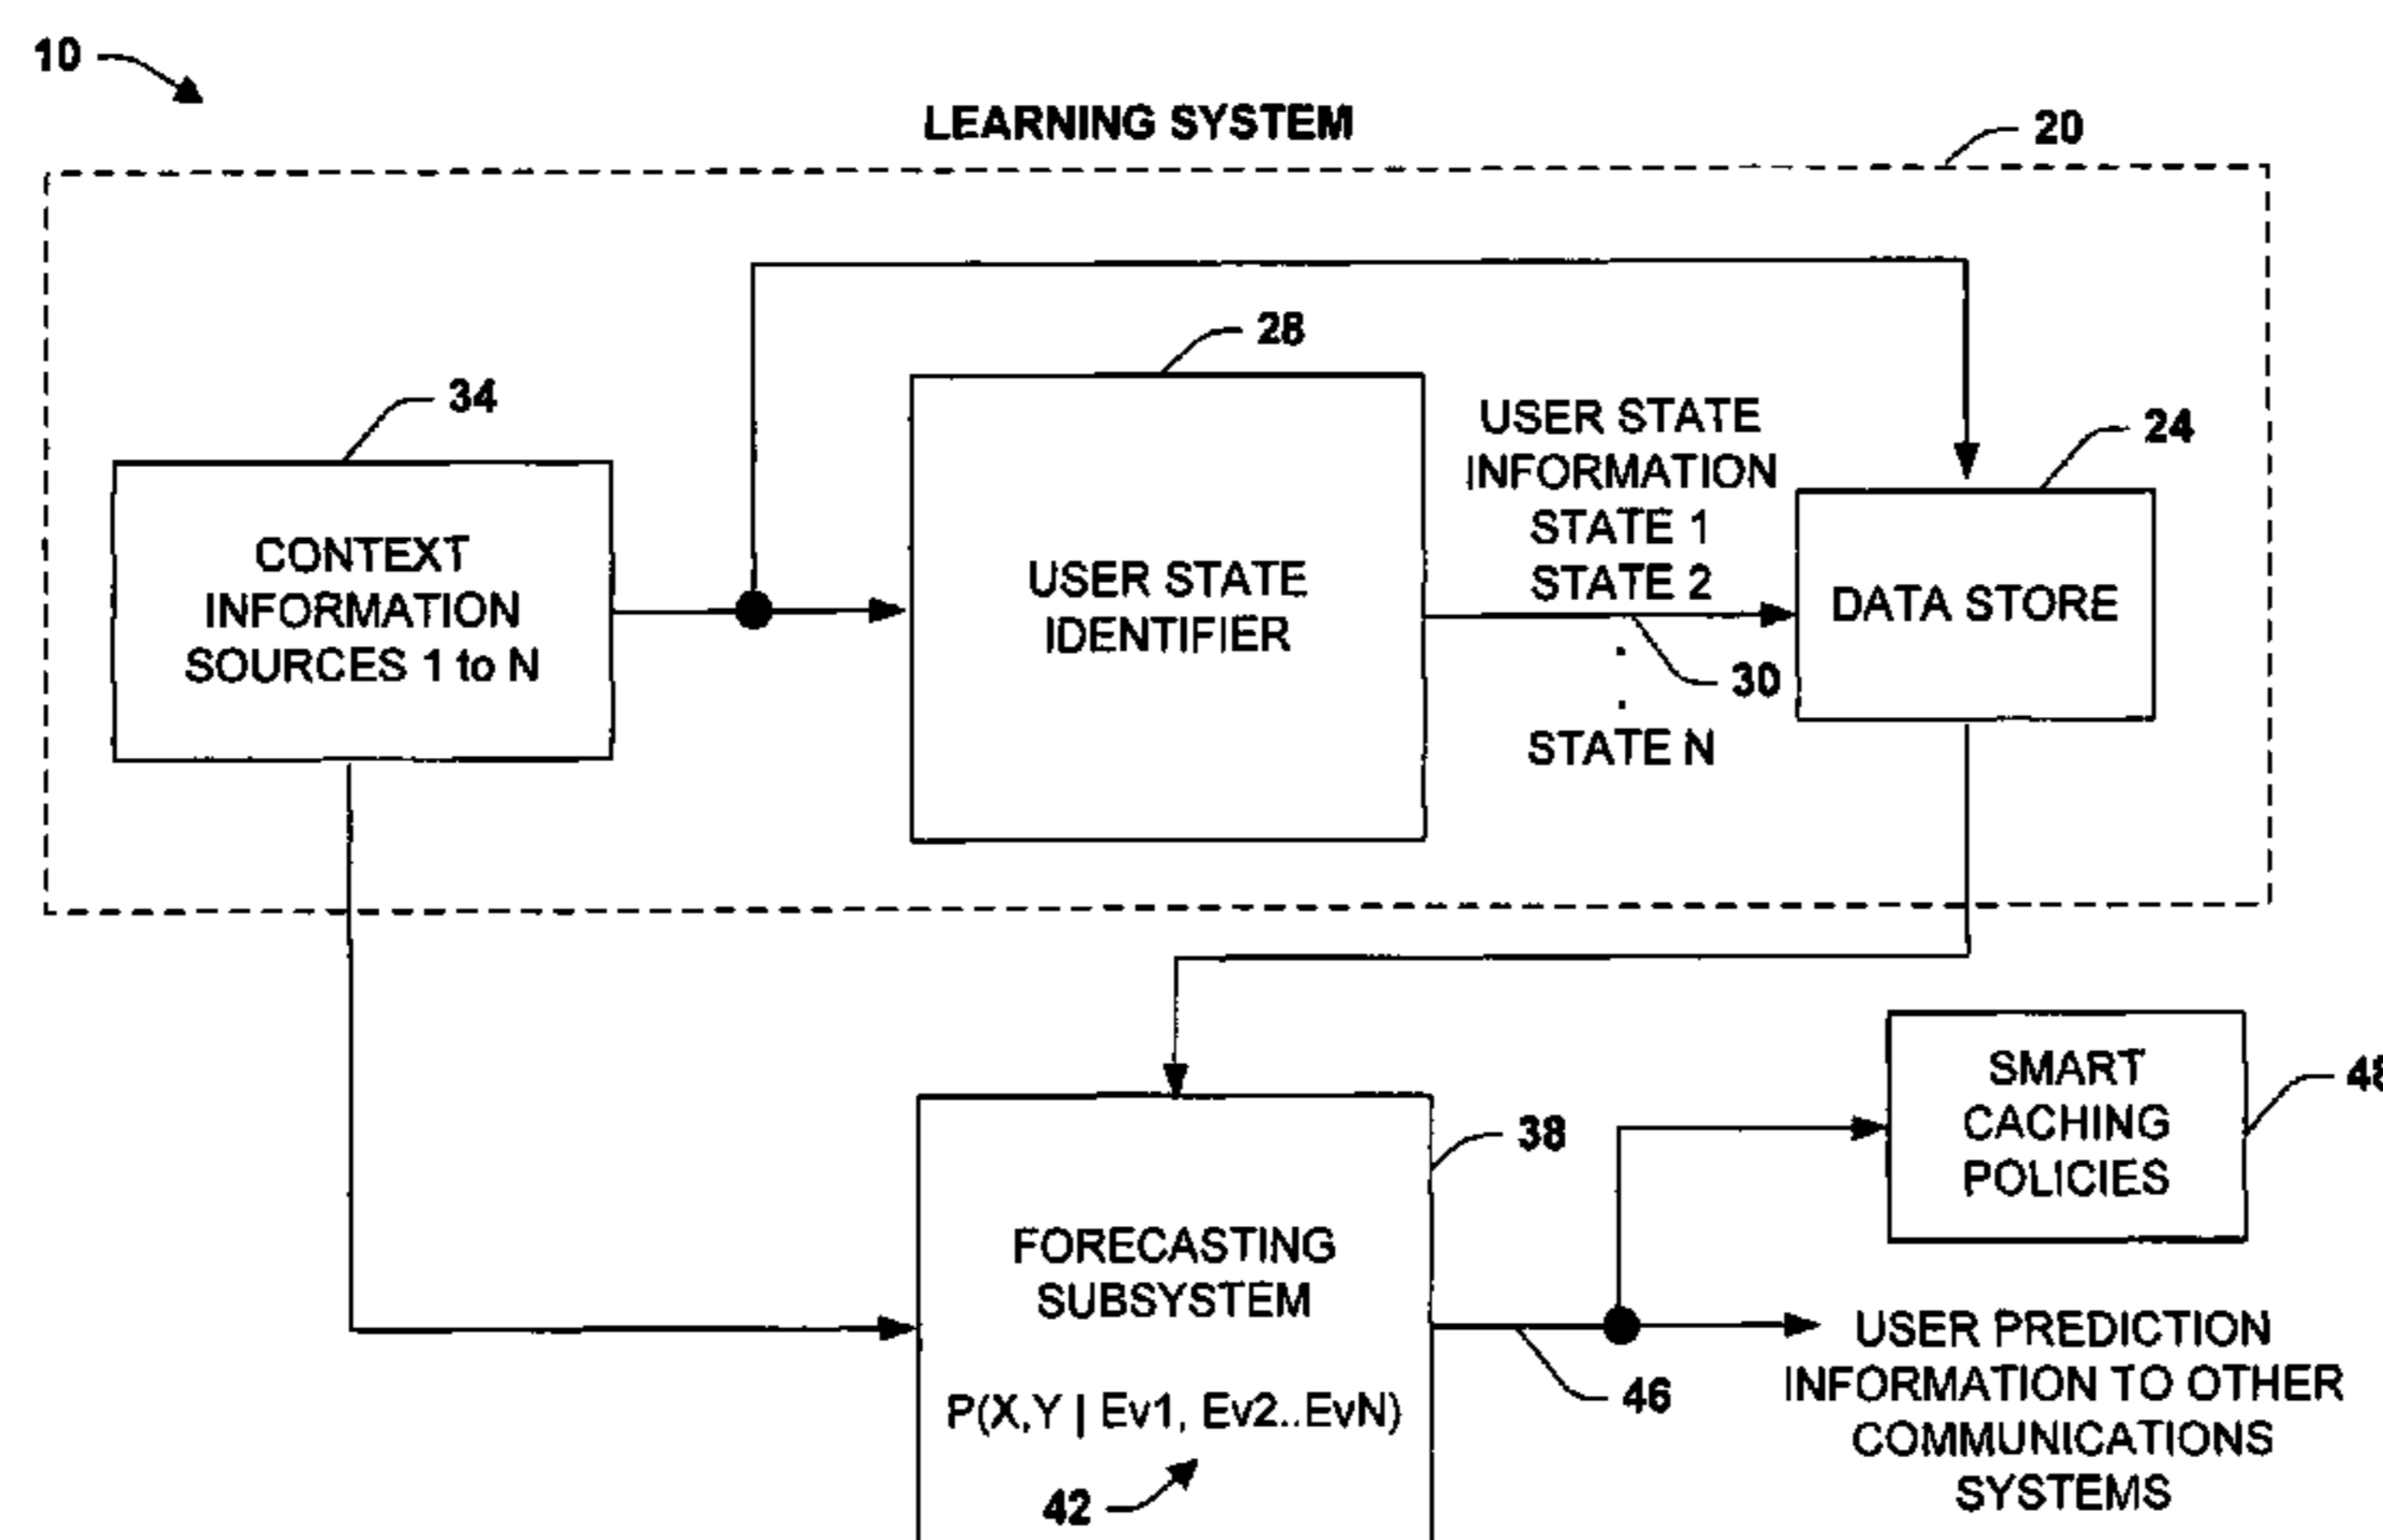 10
LEARNING SYSTEM
20
28
34
USER STATE
INFORMATION
STATE 1
STATE 2
.
.
STATE N
24
CONTEXT
INFORMATION
SOURCES 1 to N
USER STATE
IDENTIFIER
DATA STORE
30
SMART
CACHING
POLICIES
38
FORECASTING
SUBSYSTEM
P(X,Y | Ev1, Ev2..EvN)
42
46
USER PREDICTION
INFORMATION TO OTHER
COMMUNICATIONS
SYSTEMS